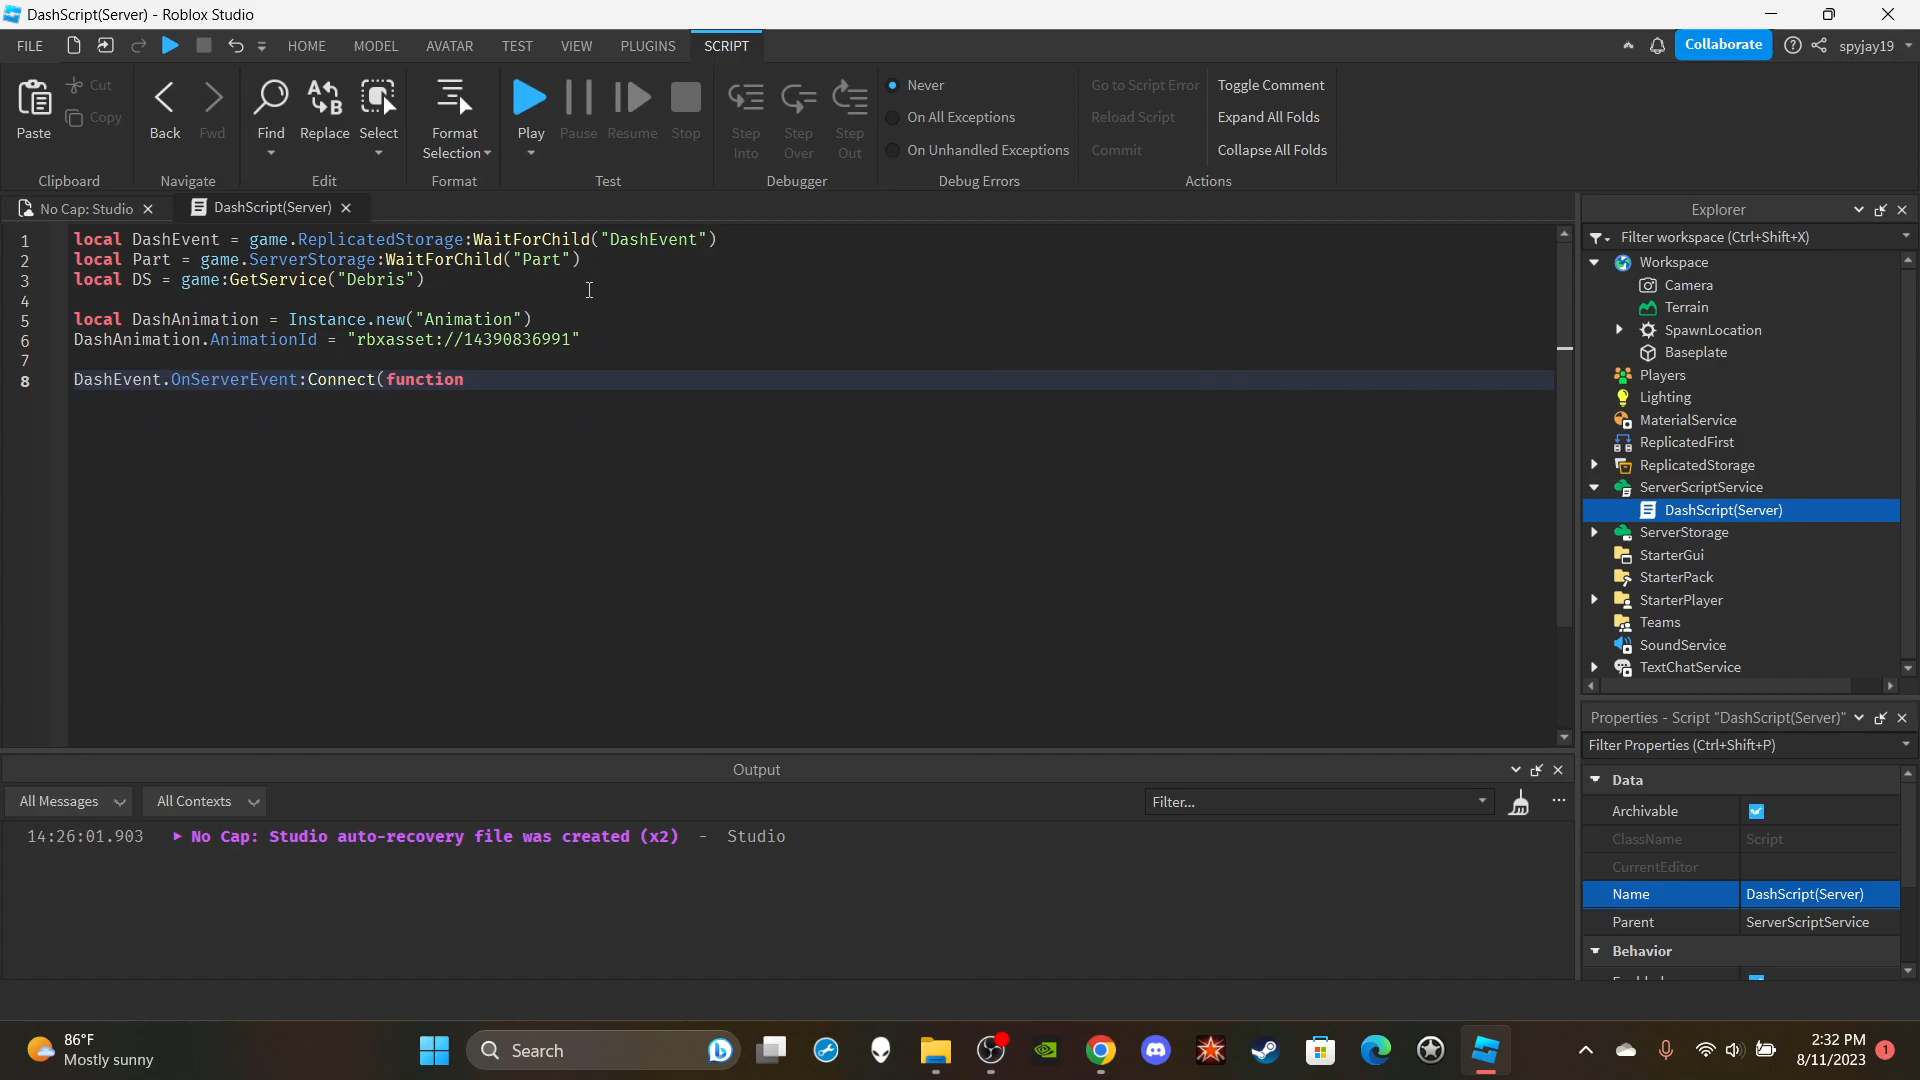 DashScript(Server) - Roblox Studio
FILE HOME MODEL AVATAR TEST VIEW PLUGINS SCRIPT Collaborate spyjay19
Paste Cut Copy
Clipboard
Back Fwd
Navigate
Find Replace Select
Edit
Format Selection
Format
Play Pause Resume Stop
Test
Step Into Step Over Step Out
Debugger
Never
On All Exceptions
On Unhandled Exceptions
Debug Errors
Go to Script Error Toggle Comment
Reload Script Expand All Folds
Commit Collapse All Folds
Actions
No Cap: Studio DashScript(Server)
1 local DashEvent = game.ReplicatedStorage:WaitForChild("DashEvent")
2 local Part = game.ServerStorage:WaitForChild("Part")
3 local DS = game:GetService("Debris")
4
5 local DashAnimation = Instance.new("Animation")
6 DashAnimation.AnimationId = "rbxasset://14390836991"
7
8 DashEvent.OnServerEvent:Connect(function
Explorer
Filter workspace (Ctrl+Shift+X)
Workspace
Camera
Terrain
SpawnLocation
Baseplate
Players
Lighting
MaterialService
ReplicatedFirst
ReplicatedStorage
ServerScriptService
DashScript(Server)
ServerStorage
StarterGui
StarterPack
StarterPlayer
Teams
SoundService
TextChatService
Properties - Script "DashScript(Server)"
Filter Properties (Ctrl+Shift+P)
Data
Archivable
ClassName Script
CurrentEditor
Name DashScript(Server)
Parent ServerScriptService
Behavior
Output
All Messages All Contexts Filter...
14:26:01.903 No Cap: Studio auto-recovery file was created (x2) - Studio
86°F
Mostly sunny
Search
2:32 PM
8/11/2023
1